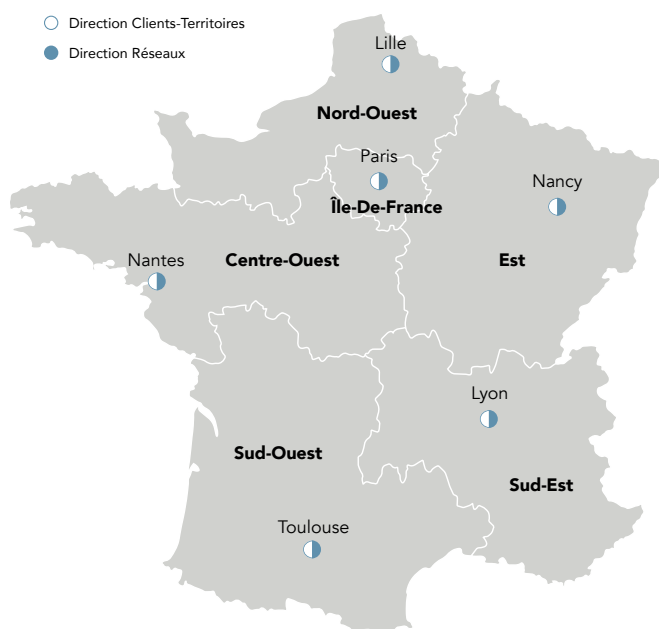 Direction Clients-Territoires
Direction Réseaux
Lille
Nord-Ouest
Paris
Île-De-France
Nancy
Est
Nantes
Centre-Ouest
Lyon
Sud-Est
Sud-Ouest
Toulouse